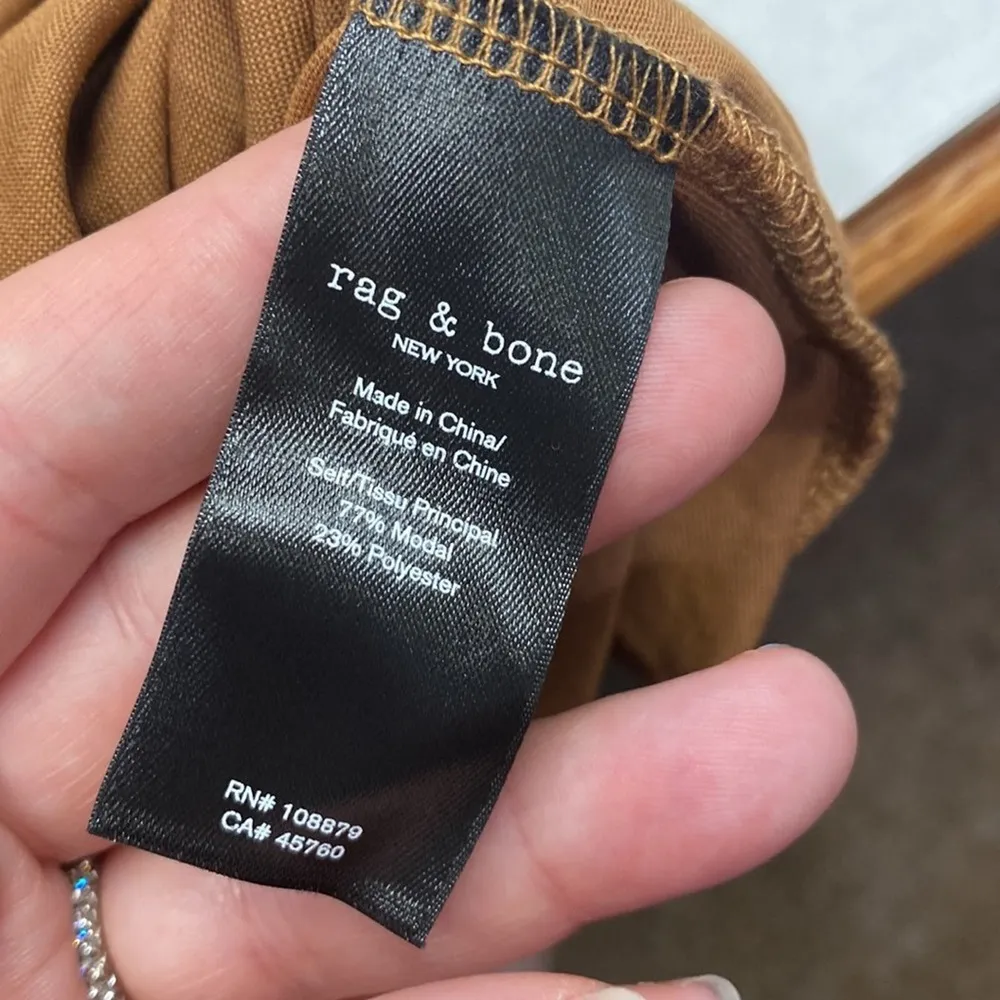 rag & bone
NEW YORK
Made in China/
Fabriqué en Chine
Self/Tissu Principal
77% Modal
23% Polyester
RN# 108879
CA# 45760